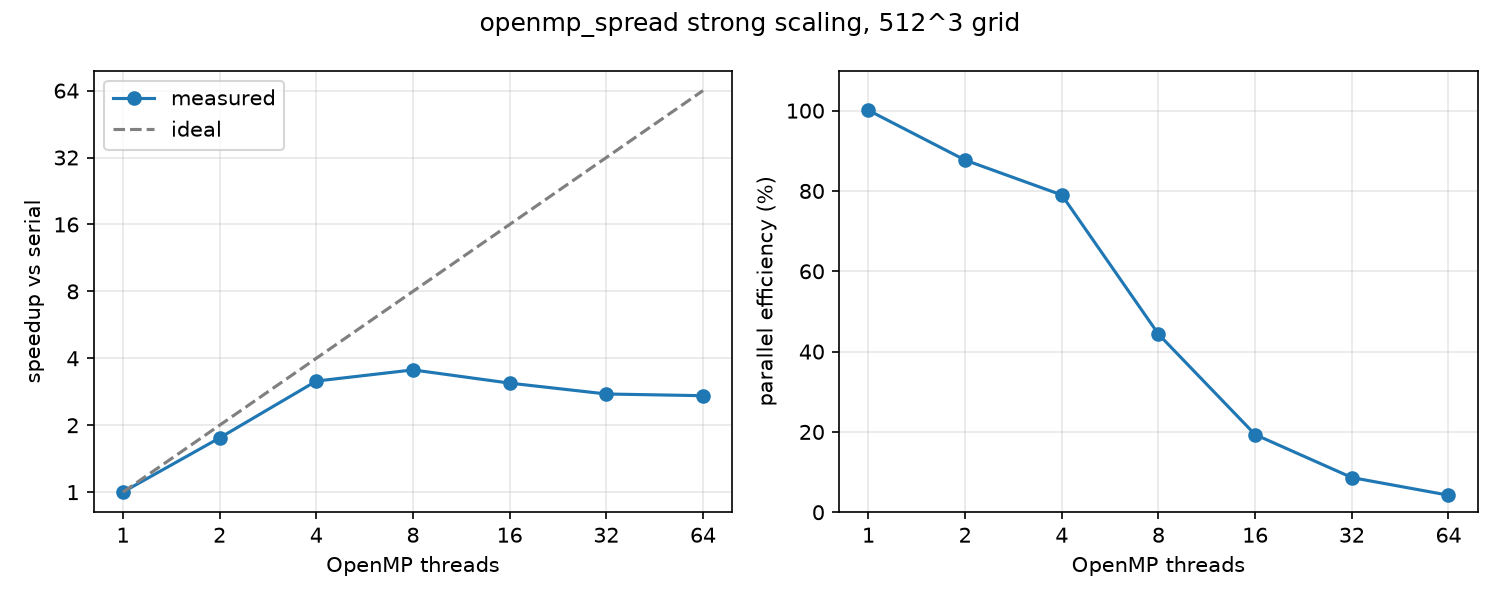 openmp_spread strong scaling, 512^3 grid
speedup vs serial
64
32
16
8
4
2
1
measured
ideal
1 2 4 8 16 32 64
OpenMP threads
parallel efficiency (%)
100
80
60
40
20
0
1 2 4 8 16 32 64
OpenMP threads